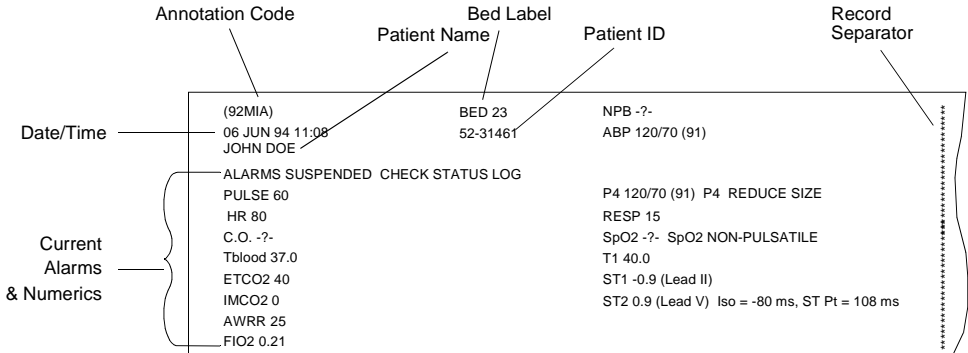 Annotation Code
Bed Label
Record
Separator
Patient Name
Patient ID
(92MIA) BED 23 NPB -?-
Date/Time
06 JUN 94 11:08 52-31461 ABP 120/70 (91)
JOHN DOE
ALARMS SUSPENDED CHECK STATUS LOG
PULSE 60 P4 120/70 (91) P4 REDUCE SIZE
HR 80 RESP 15
C.O. -?- SpO2 -?- SpO2 NON-PULSATILE
Tblood 37.0 T1 40.0
ETCO2 40 ST1 -0.9 (Lead II)
IMCO2 0 ST2 0.9 (Lead V) Iso = -80 ms, ST Pt = 108 ms
AWRR 25
FIO2 0.21
Current
Alarms
& Numerics